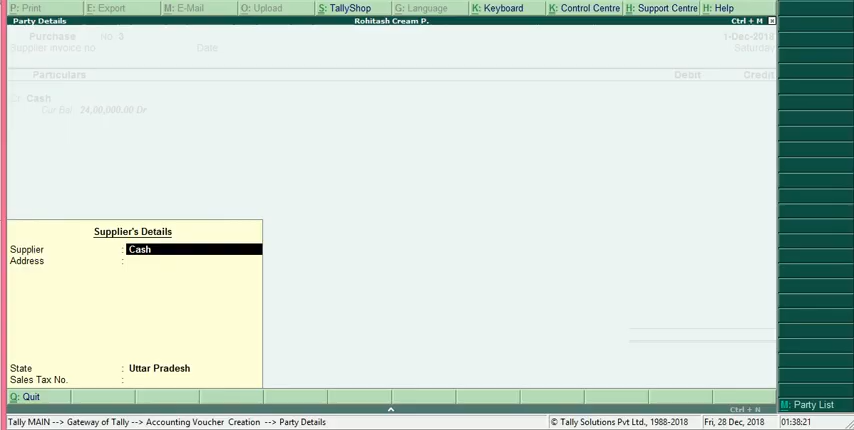 P: Print E: Export M: E-Mail O: Upload S: TallyShop G: Language K: Keyboard K: Control Centre H: Support Centre H: Help
Party Details Rohitash Cream P. Ctrl + M
Purchase No. 3 1-Dec-2018
Supplier invoice no Date Saturday
Particulars Debit Credit
Cash
Cur Bal: 24,00,000.00 Dr
Supplier's Details
Supplier : Cash
Address :
State : Uttar Pradesh
Sales Tax No. :
Q: Quit
M: Party List
Ctrl + N
Tally MAIN --> Gateway of Tally --> Accounting Voucher Creation --> Party Details © Tally Solutions Pvt Ltd., 1988-2018 Fri, 28 Dec, 2018 01:38:21